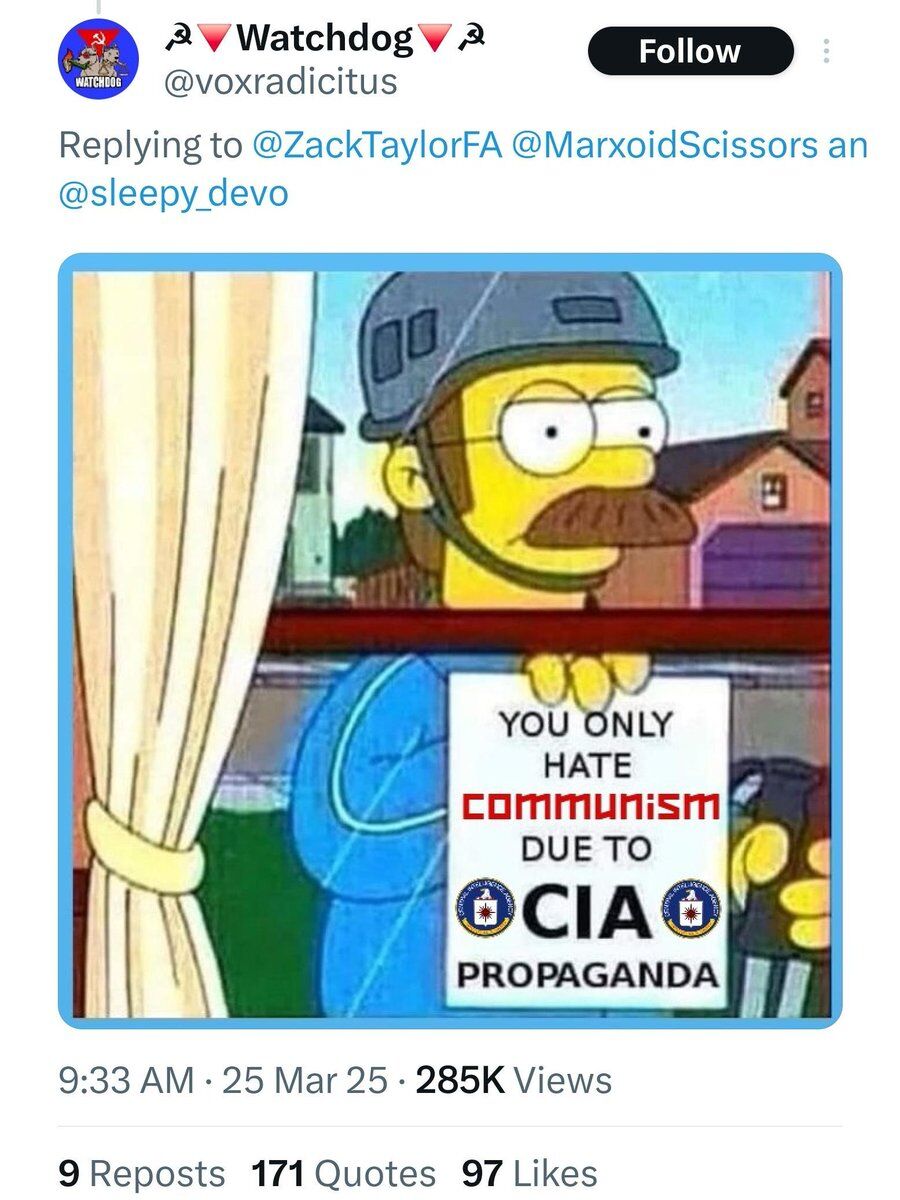 ☭🔻Watchdog🔻☭
Follow
@voxradicitus
WATCHDOG
Replying to @ZackTaylorFA @MarxoidScissors an
@sleepy_devo
YOU ONLY
HATE
COMMUNiSM
DUE TO
CIA
PROPAGANDA
9:33 AM · 25 Mar 25 · 285K Views
9 Reposts 171 Quotes 97 Likes